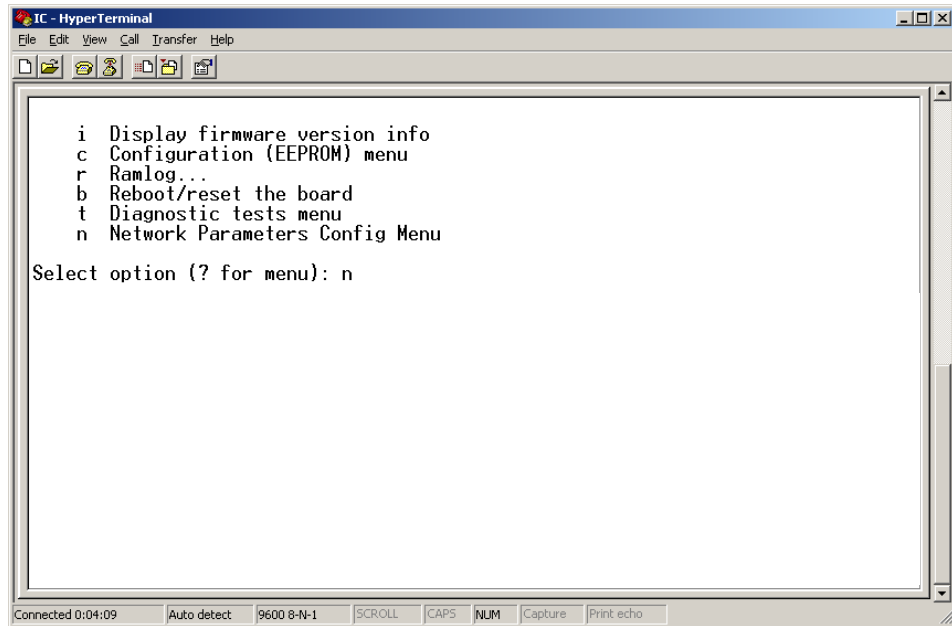 IC - HyperTerminal
File Edit View Call Transfer Help
i Display firmware version info
c Configuration (EEPROM) menu
r Ramlog...
b Reboot/reset the board
t Diagnostic tests menu
n Network Parameters Config Menu
Select option (? for menu): n
Connected 0:04:09 Auto detect 9600 8-N-1 SCROLL CAPS NUM Capture Print echo